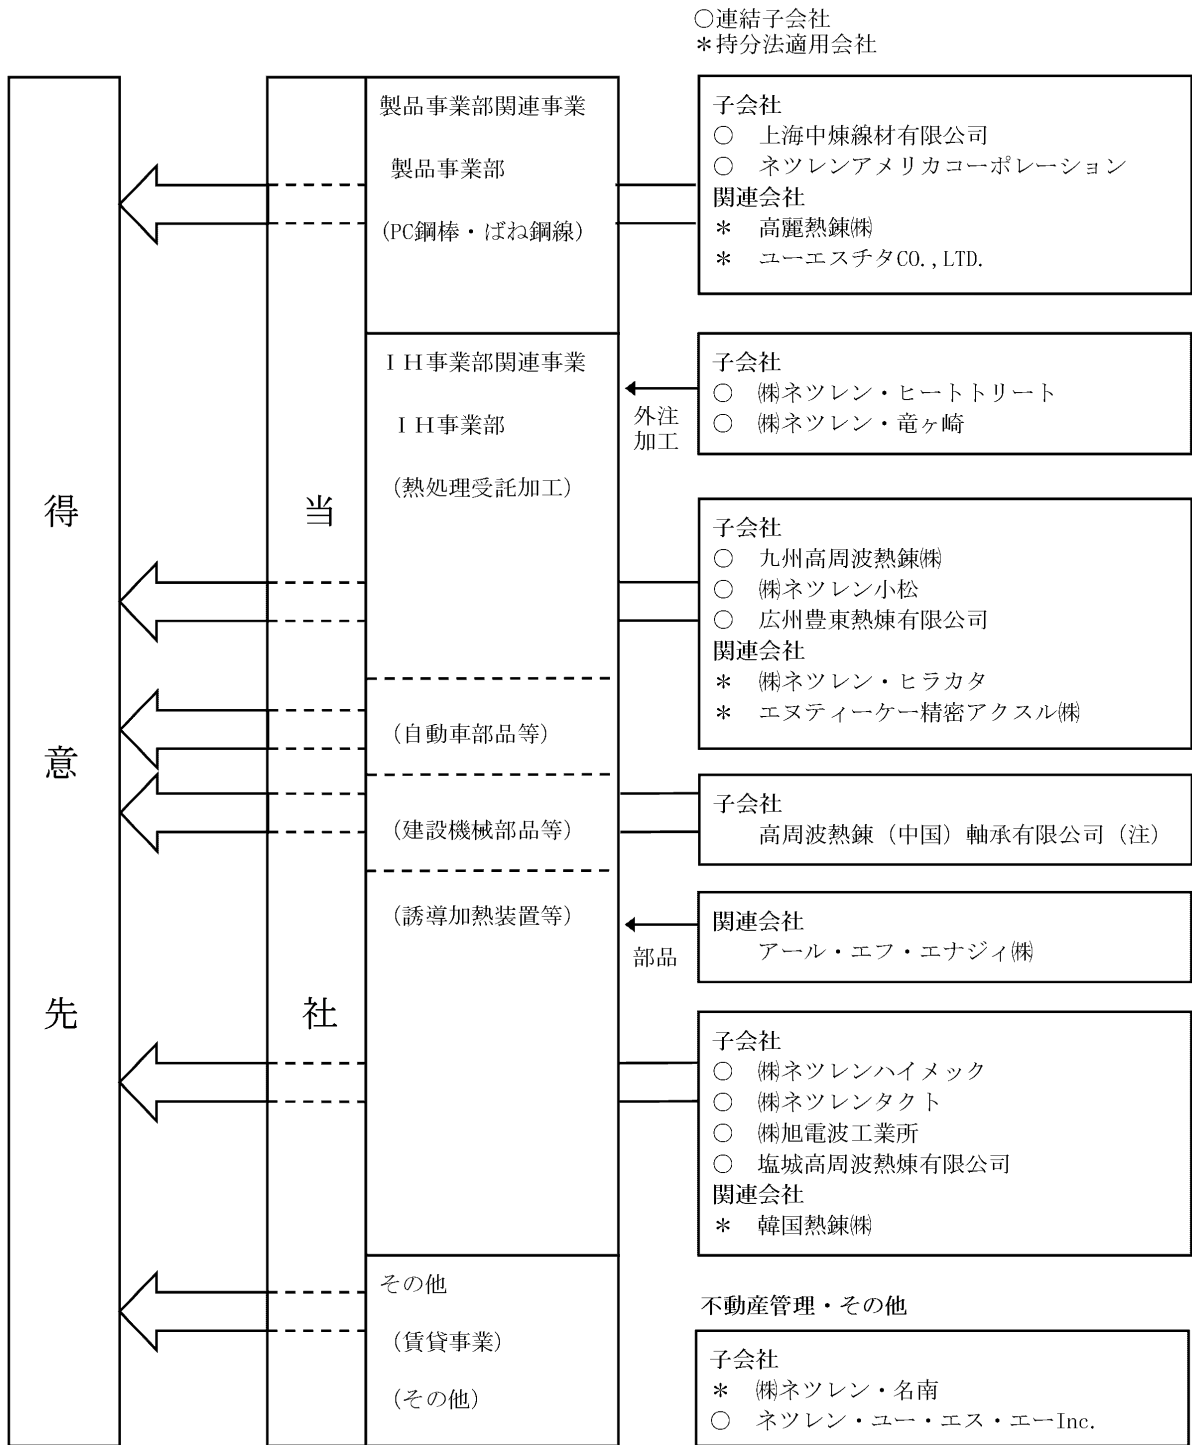 ○連結子会社
＊持分法適用会社
得意先
当社
製品事業部関連事業
製品事業部
(PC鋼棒・ばね鋼線)
子会社
○ 上海中煉線材有限公司
○ ネツレンアメリカコーポレーション
関連会社
＊ 高麗熱錬㈱
＊ ユーエスチタCO.,LTD.
ＩＨ事業部関連事業
ＩＨ事業部
(熱処理受託加工)
外注
加工
子会社
○ ㈱ネツレン・ヒートトリート
○ ㈱ネツレン・竜ヶ崎
子会社
○ 九州高周波熱錬㈱
○ ㈱ネツレン小松
○ 広州豊東熱煉有限公司
関連会社
＊ ㈱ネツレン・ヒラカタ
＊ エヌティーケー精密アクスル㈱
(自動車部品等)
(建設機械部品等)
子会社
高周波熱錬（中国）軸承有限公司（注）
(誘導加熱装置等)
部品
関連会社
アール・エフ・エナジィ㈱
子会社
○ ㈱ネツレンハイメック
○ ㈱ネツレンタクト
○ ㈱旭電波工業所
○ 塩城高周波熱煉有限公司
関連会社
＊ 韓国熱錬㈱
その他
(賃貸事業)
(その他)
不動産管理・その他
子会社
＊ ㈱ネツレン・名南
○ ネツレン・ユー・エス・エーInc.